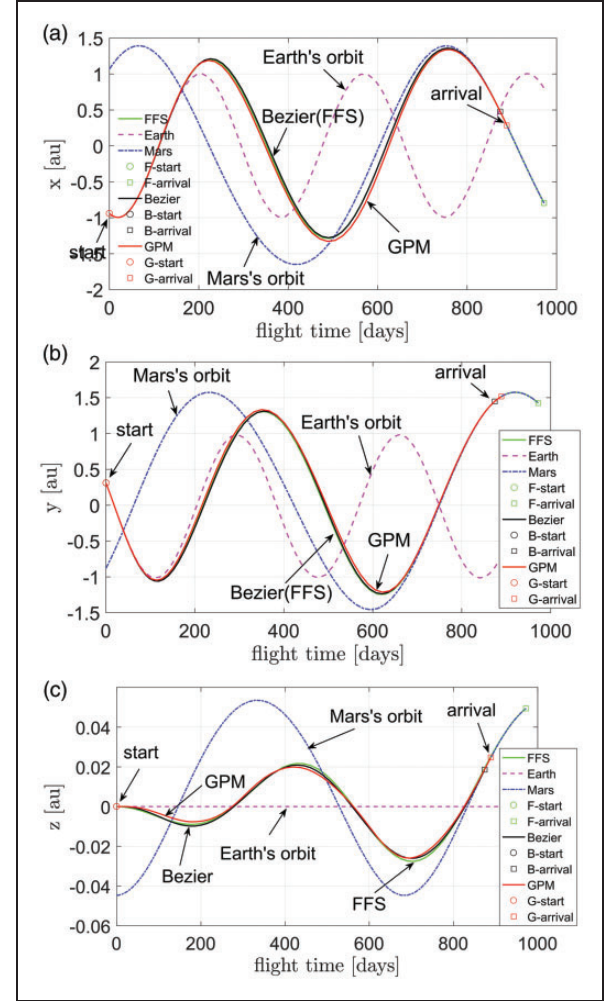 (a)
1.5
1
0.5
0
-0.5
-1
-1.5
-2
x [au]
Earth's orbit
arrival
Bezier(FFS)
GPM
Mars's orbit
start
FFS
Earth
Mars
F-start
F-arrival
Bezier
B-start
B-arrival
GPM
G-start
G-arrival
0 200 400 600 800 1000
flight time [days]
(b)
2
1.5
1
0.5
0
-0.5
-1
-1.5
y [au]
Mars's orbit
arrival
start
Earth's orbit
GPM
Bezier(FFS)
FFS
Earth
Mars
F-start
F-arrival
Bezier
B-start
B-arrival
GPM
G-start
G-arrival
0 200 400 600 800 1000
flight time [days]
(c)
0.04
0.02
0
-0.02
-0.04
-0.06
z [au]
Mars's orbit
arrival
start
GPM
Earth's orbit
Bezier
FFS
FFS
Earth
Mars
F-start
F-arrival
Bezier
B-start
B-arrival
GPM
G-start
G-arrival
0 200 400 600 800 1000
flight time [days]